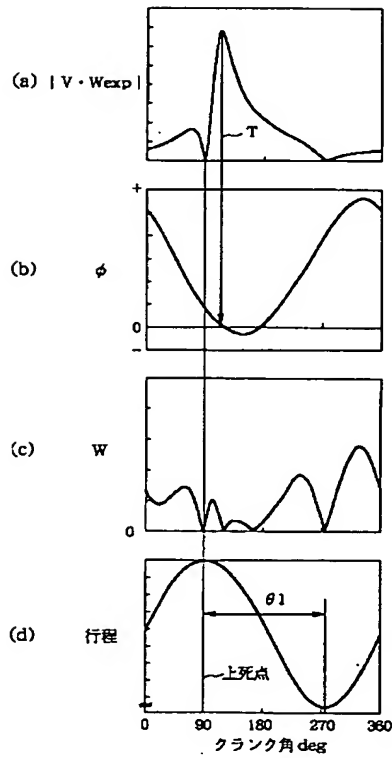 (a) |V・Wexp|
T
+
(b) φ
0
−
(c) W
0
(d) 行程
θ1
上死点
0 90 180 270 360
クランク角 deg